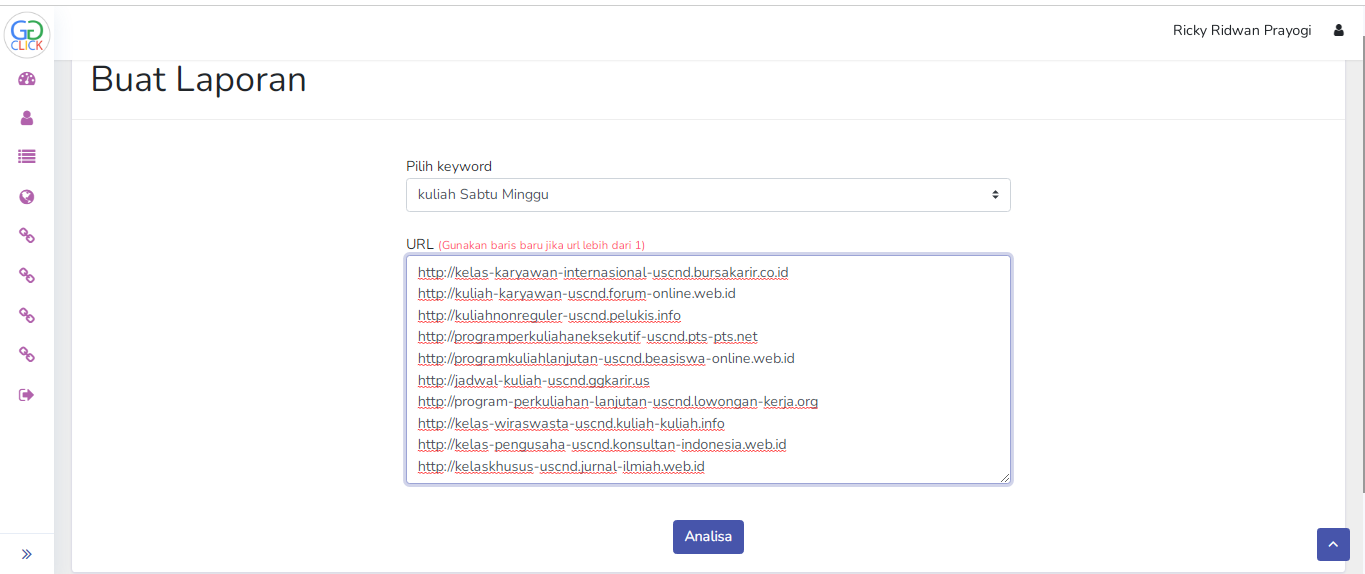 GG
CLICK
Ricky Ridwan Prayogi
Buat Laporan
Pilih keyword
kuliah Sabtu Minggu
URL (Gunakan baris baru jika url lebih dari 1)
http://kelas-karyawan-internasional-uscnd.bursakarir.co.id
http://kuliah-karyawan-uscnd.forum-online.web.id
http://kuliahnonreguler-uscnd.pelukis.info
http://programperkuliahaneksekutif-uscnd.pts-pts.net
http://programkuliahlanjutan-uscnd.beasiswa-online.web.id
http://jadwal-kuliah-uscnd.ggkarir.us
http://program-perkuliahan-lanjutan-uscnd.lowongan-kerja.org
http://kelas-wiraswasta-uscnd.kuliah-kuliah.info
http://kelas-pengusaha-uscnd.konsultan-indonesia.web.id
http://kelaskhusus-uscnd.jurnal-ilmiah.web.id
Analisa